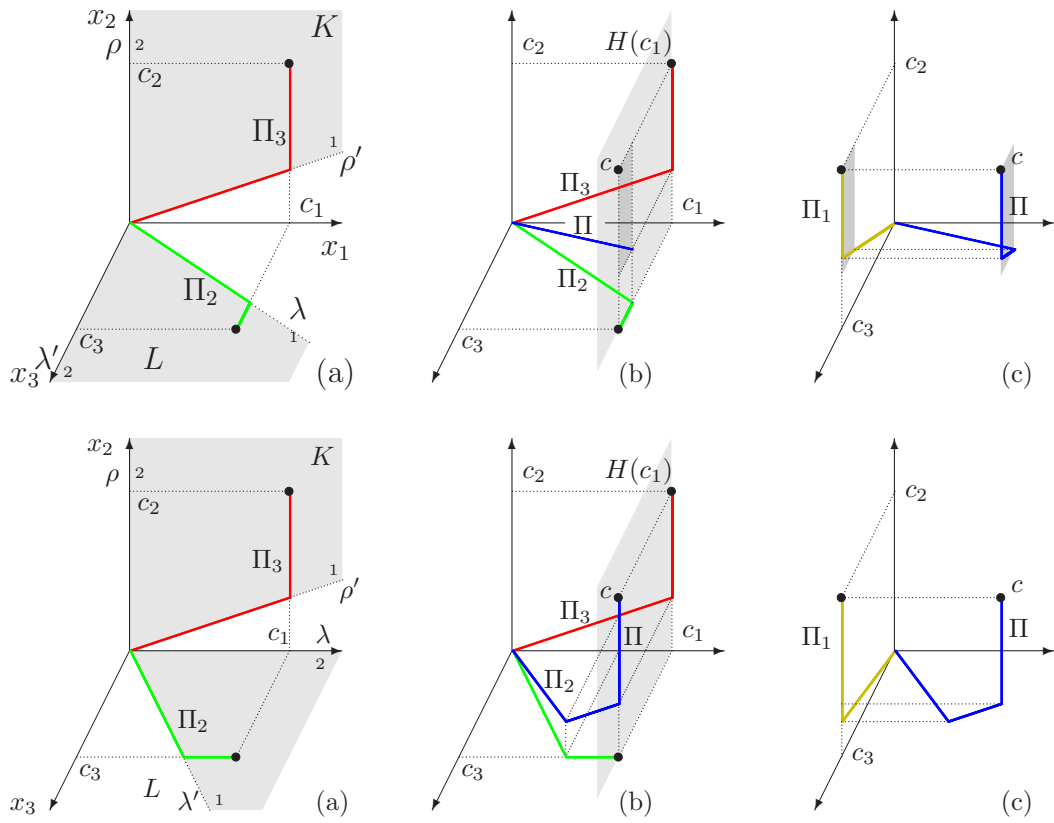 x₂ K H(c₁)
ρ 2 c₂ c₂
c₂
Π₃ 1 c c
ρ′ Π₃
c₁ c₁ Π₁ Π
x₁ Π
Π₂ Π₂
λ
c₃ 1 c₃ c₃
λ′ L
x₃ 2 (a) (b) (c)
x₂ K H(c₁)
ρ 2 c₂ c₂
c₂
Π₃ 1 c c
ρ′ Π₃
c₁ λ Π c₁ Π₁ Π
2
Π₂ Π₂
c₃ c₃ c₃
L λ′ 1
x₃ (a) (b) (c)